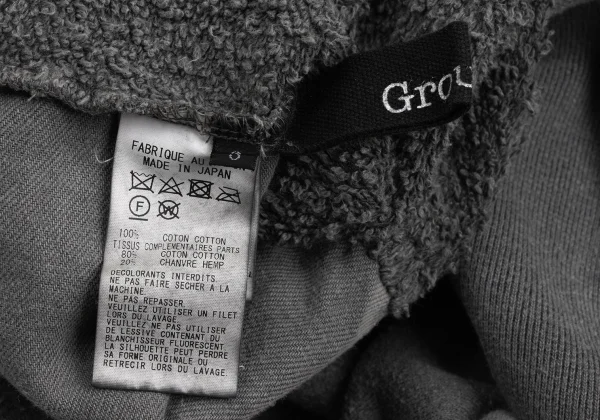 Grou
3
FABRIQUE AU
MADE IN JAPAN
F
W
100% COTON COTTON
TISSUS COMPLEMENTAIRES PARTS
80% COTON COTTON
20% CHANVRE HEMP
DECOLORANTS INTERDITS.
NE PAS FAIRE SECHER A LA
MACHINE.
NE PAS REPASSER.
VEUILLEZ UTILISER UN FILET
LORS DU LAVAGE.
VEUILLEZ NE PAS UTILISER
DE LESSIVE CONTENANT DU
BLANCHISSEUR FLUORESCENT
LA SILHOUETTE PEUT PERDRE
SA FORME ORIGINALE OU
RETRECIR LORS DU LAVAGE.